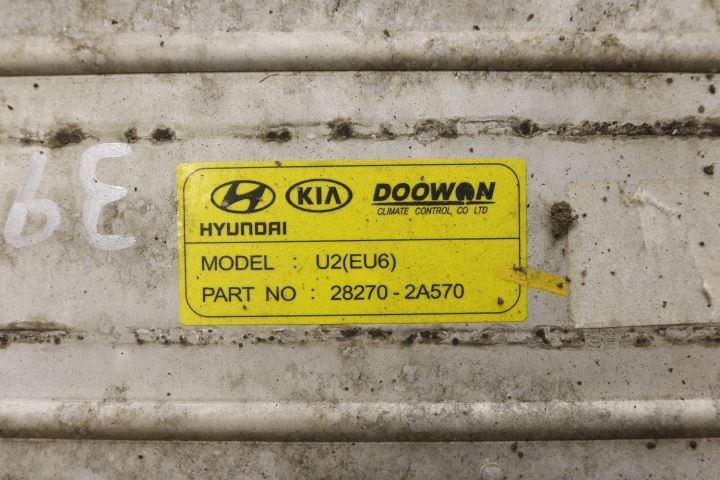 HYUNDAI
KIA
DOOWON
CLIMATE CONTROL CO LTD
MODEL : U2(EU6)
PART NO : 28270-2A570
39